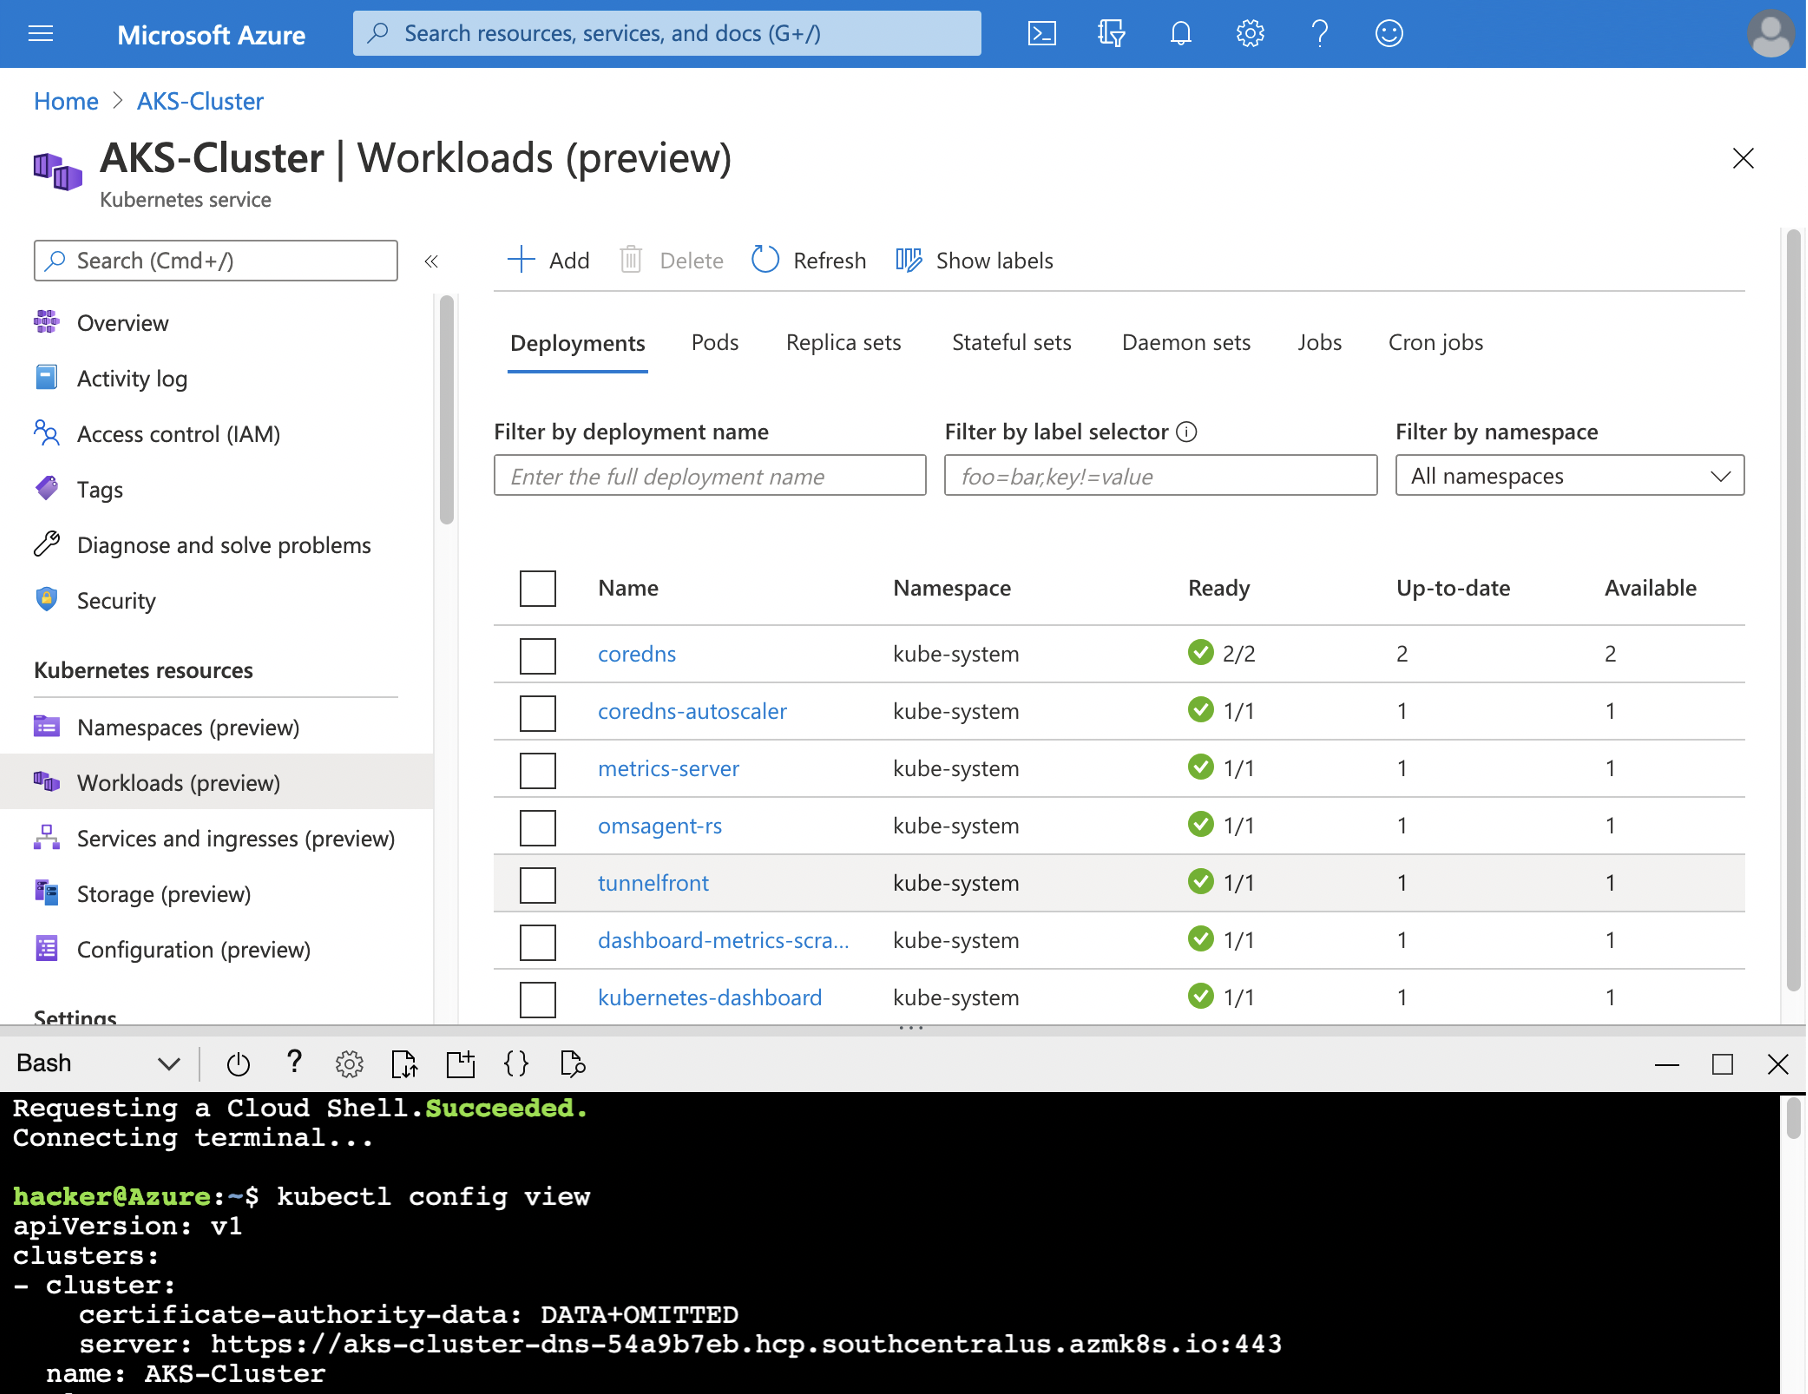 Microsoft Azure
Search resources, services, and docs (G+/)
Home > AKS-Cluster
AKS-Cluster | Workloads (preview)
Kubernetes service
Search (Cmd+/)
«
Overview
Activity log
Access control (IAM)
Tags
Diagnose and solve problems
Security
Kubernetes resources
Namespaces (preview)
Workloads (preview)
Services and ingresses (preview)
Storage (preview)
Configuration (preview)
Settings
Add Delete Refresh Show labels
Deployments Pods Replica sets Stateful sets Daemon sets Jobs Cron jobs
Filter by deployment name Filter by label selector Filter by namespace
Enter the full deployment name foo=bar,key!=value All namespaces
Name Namespace Ready Up-to-date Available
coredns kube-system 2/2 2 2
coredns-autoscaler kube-system 1/1 1 1
metrics-server kube-system 1/1 1 1
omsagent-rs kube-system 1/1 1 1
tunnelfront kube-system 1/1 1 1
dashboard-metrics-scra... kube-system 1/1 1 1
kubernetes-dashboard kube-system 1/1 1 1
Bash
Requesting a Cloud Shell.Succeeded.
Connecting terminal...
hacker@Azure:~$ kubectl config view
apiVersion: v1
clusters:
- cluster:
certificate-authority-data: DATA+OMITTED
server: https://aks-cluster-dns-54a9b7eb.hcp.southcentralus.azmk8s.io:443
name: AKS-Cluster